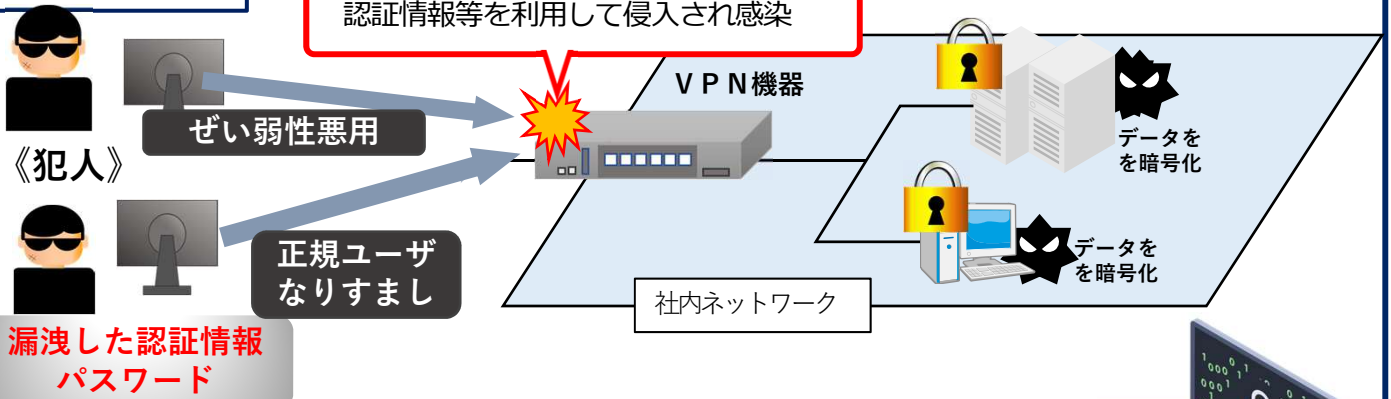 認証情報等を利用して侵入され感染
ＶＰＮ機器
ぜい弱性悪用
データを
を暗号化
《犯人》
正規ユーザ
なりすまし
データを
を暗号化
社内ネットワーク
漏洩した認証情報
パスワード